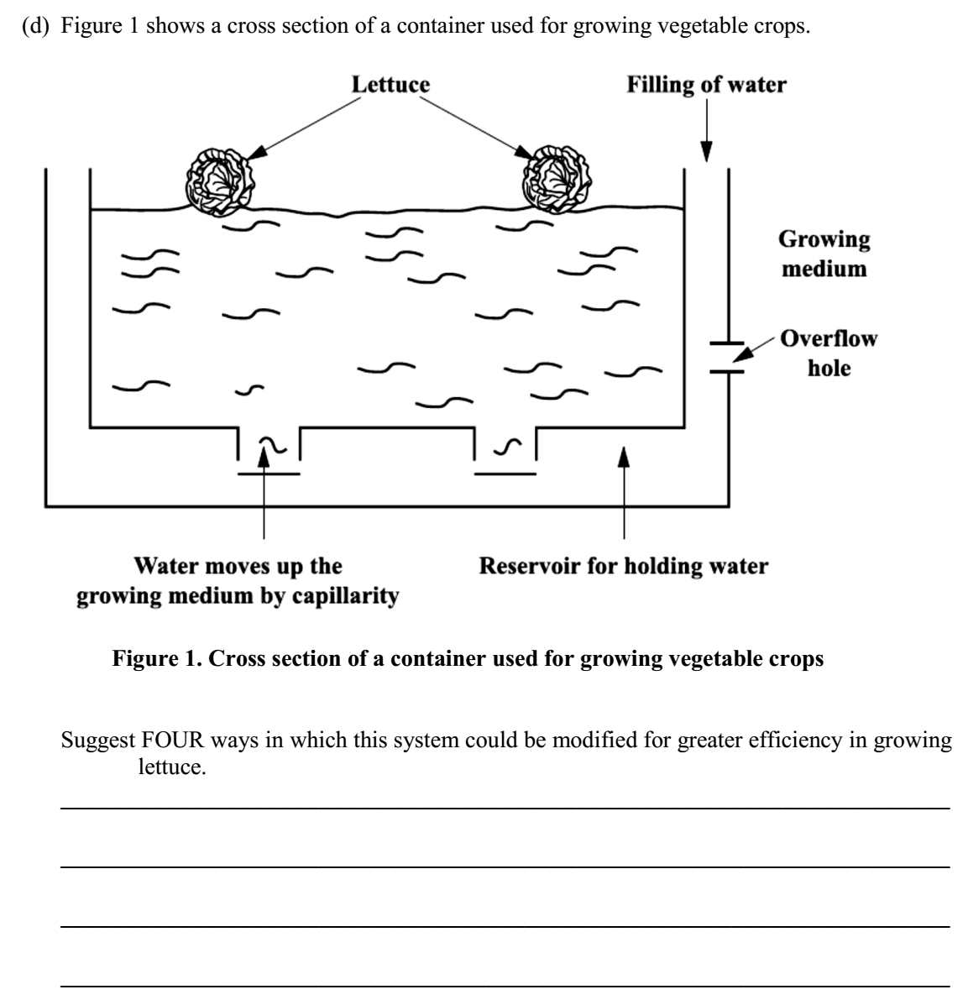 (d) Figure 1 shows a cross section of a container used for growing vegetable crops.
Lettuce
Filling of water
Growing
medium
Overflow
hole
Water moves up the
growing medium by capillarity
Reservoir for holding water
Figure 1. Cross section of a container used for growing vegetable crops
Suggest FOUR ways in which this system could be modified for greater efficiency in growing
lettuce.